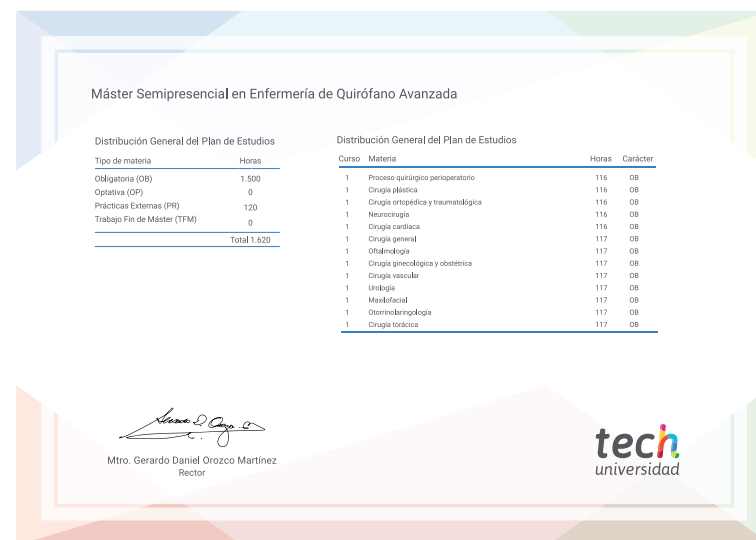 Máster Semipresencial en Enfermería de Quirófano Avanzada
Distribución General del Plan de Estudios
Tipo de materia Horas
Obligatoria (OB) 1.500
Optativa (OP) 0
Prácticas Externas (PR) 120
Trabajo Fin de Máster (TFM) 0
Total 1.620
Distribución General del Plan de Estudios
Curso Materia Horas Carácter
1 Proceso quirúrgico perioperatorio 116 OB
1 Cirugía plástica 116 OB
1 Cirugía ortopédica y traumatológica 116 OB
1 Neurocirugia 116 OB
1 Cirugía cardíaca 116 OB
1 Cirugía general 117 OB
1 Oftalmología 117 OB
1 Cirugía ginecológica y obstétrica 117 OB
1 Cirugía vascular 117 OB
1 Urología 117 OB
1 Maxilofacial 117 OB
1 Otorrinolaringología 117 OB
1 Cirugía torácica 117 OB
Mtro. Gerardo Daniel Orozco Martínez
Rector
tech
universidad